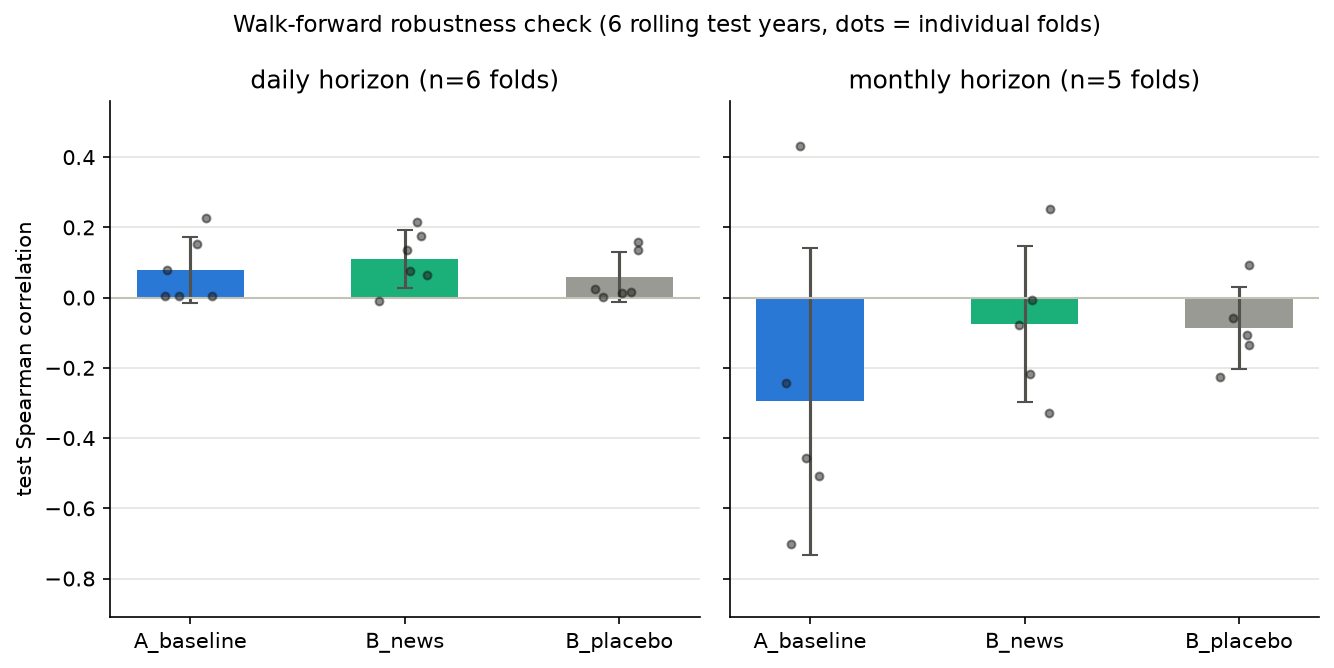 Walk-forward robustness check (6 rolling test years, dots = individual folds)
daily horizon (n=6 folds)
monthly horizon (n=5 folds)
test Spearman correlation
0.4
0.2
0.0
−0.2
−0.4
−0.6
−0.8
A_baseline
B_news
B_placebo
A_baseline
B_news
B_placebo